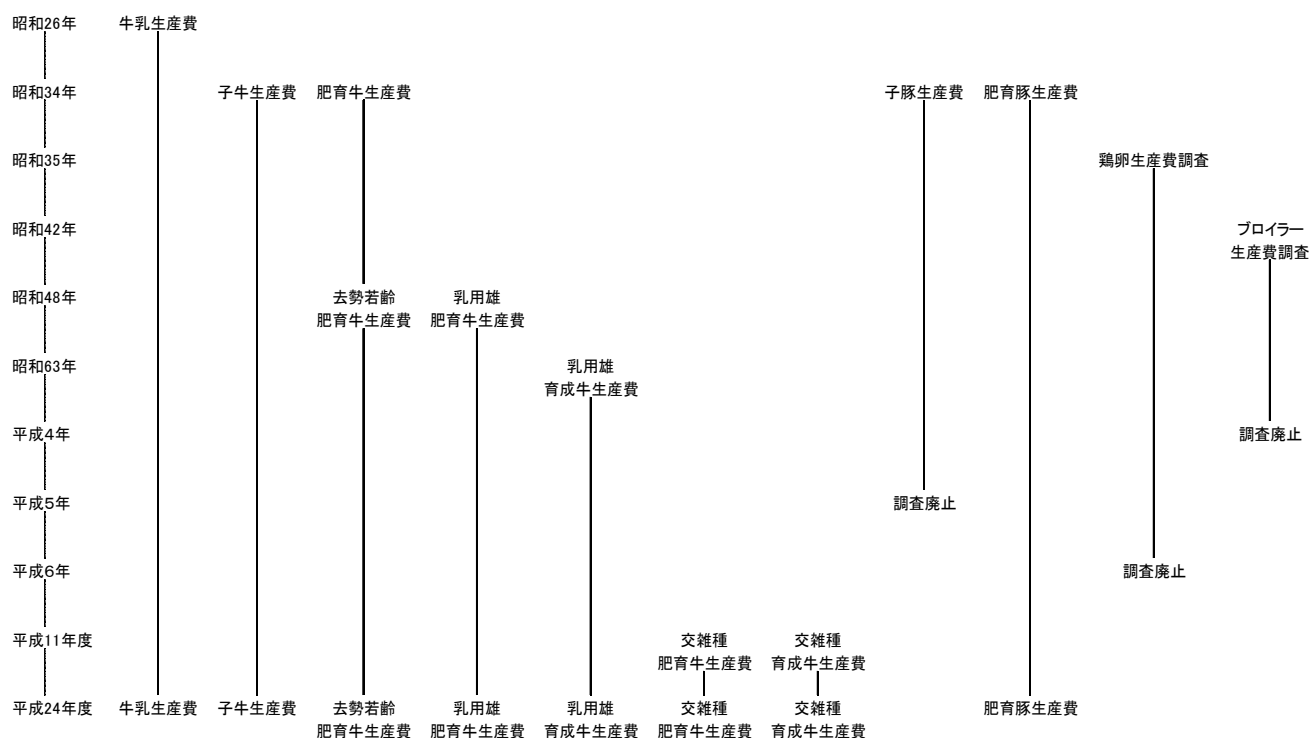 昭和26年 牛乳生産費
昭和34年 子牛生産費 肥育牛生産費 子豚生産費 肥育豚生産費
昭和35年 鶏卵生産費調査
昭和42年 ブロイラー
生産費調査
昭和48年 去勢若齢 乳用雄
肥育牛生産費 肥育牛生産費
昭和63年 乳用雄
育成牛生産費
平成4年 調査廃止
平成5年 調査廃止
平成6年 調査廃止
平成11年度 交雑種 交雑種
肥育牛生産費 育成牛生産費
平成24年度 牛乳生産費 子牛生産費 去勢若齢 乳用雄 乳用雄 交雑種 交雑種 肥育豚生産費
肥育牛生産費 肥育牛生産費 育成牛生産費 肥育牛生産費 育成牛生産費